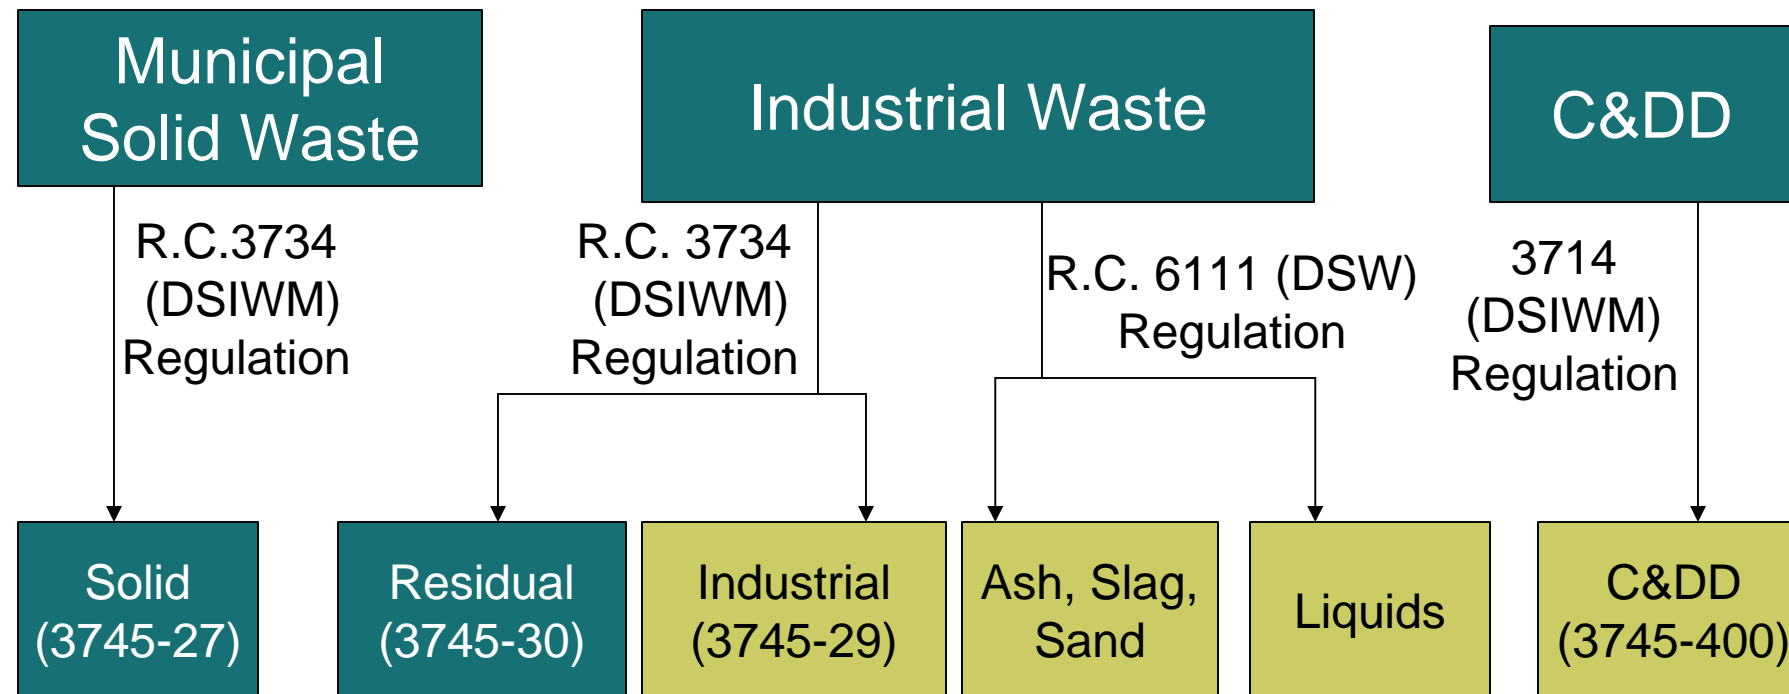 Municipal
Solid Waste
Industrial Waste
C&DD
R.C.3734
(DSIWM)
Regulation
R.C. 3734
(DSIWM)
Regulation
R.C. 6111 (DSW)
Regulation
3714
(DSIWM)
Regulation
Solid
(3745-27)
Residual
(3745-30)
Industrial
(3745-29)
Ash, Slag,
Sand
Liquids
C&DD
(3745-400)